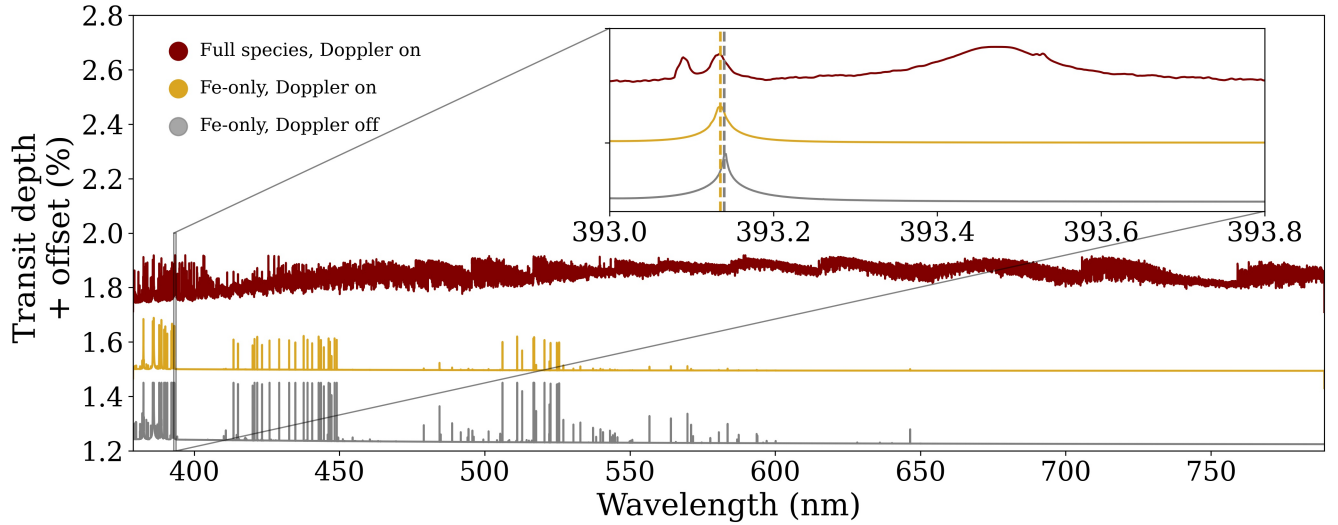 Transit depth
+ offset (%)
2.8
2.6
2.4
2.2
2.0
1.8
1.6
1.4
1.2
Full species, Doppler on
Fe-only, Doppler on
Fe-only, Doppler off
393.0 393.2 393.4 393.6 393.8
400 450 500 550 600 650 700 750
Wavelength (nm)